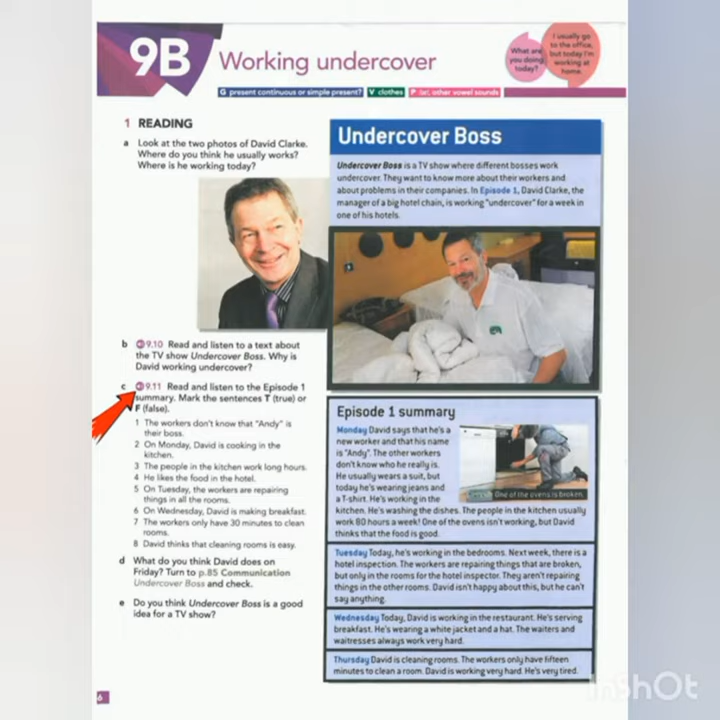 9B
Working undercover
What are
you doing
today?
I usually go
to the office,
but today I'm
working at
home.
G present continuous or simple present?
V clothes
P other vowel sounds
1 READING
a Look at the two photos of David Clarke.
Where do you think he usually works?
Where is he working today?
b 9.10 Read and listen to a text about
the TV show Undercover Boss. Why is
David working undercover?
c 9.11 Read and listen to the Episode 1
summary. Mark the sentences T (true) or
F (false).
1 The workers don't know that "Andy" is
their boss.
2 On Monday, David is cooking in the
kitchen.
3 The people in the kitchen work long hours.
4 He likes the food in the hotel.
5 On Tuesday, the workers are repairing
things in all the rooms.
6 On Wednesday, David is making breakfast.
7 The workers only have 30 minutes to clean
rooms.
8 David thinks that cleaning rooms is easy.
d What do you think David does on
Friday? Turn to p.85 Communication
Undercover Boss and check.
e Do you think Undercover Boss is a good
idea for a TV show?
6
Undercover Boss
Undercover Boss is a TV show where different bosses work
undercover. They want to know more about their workers and
about problems in their companies. In Episode 1, David Clarke, the
manager of a big hotel chain, is working "undercover" for a week in
one of his hotels.
Episode 1 summary
Monday David says that he's a
new worker and that his name
is "Andy". The other workers
don't know who he really is.
He usually wears a suit, but
today he's wearing jeans and
a T-shirt. He's working in the
kitchen. He's washing the dishes. The people in the kitchen usually
work 80 hours a week! One of the ovens isn't working, but David
thinks that the food is good.
One of the ovens is broken.
Tuesday Today, he's working in the bedrooms. Next week, there is a
hotel inspection. The workers are repairing things that are broken,
but only in the rooms for the hotel inspector. They aren't repairing
things in the other rooms. David isn't happy about this, but he can't
say anything.
Wednesday Today, David is working in the restaurant. He's serving
breakfast. He's wearing a white jacket and a hat. The waiters and
waitresses always work very hard.
Thursday David is cleaning rooms. The workers only have fifteen
minutes to clean a room. David is working very hard. He's very tired.
InShOt